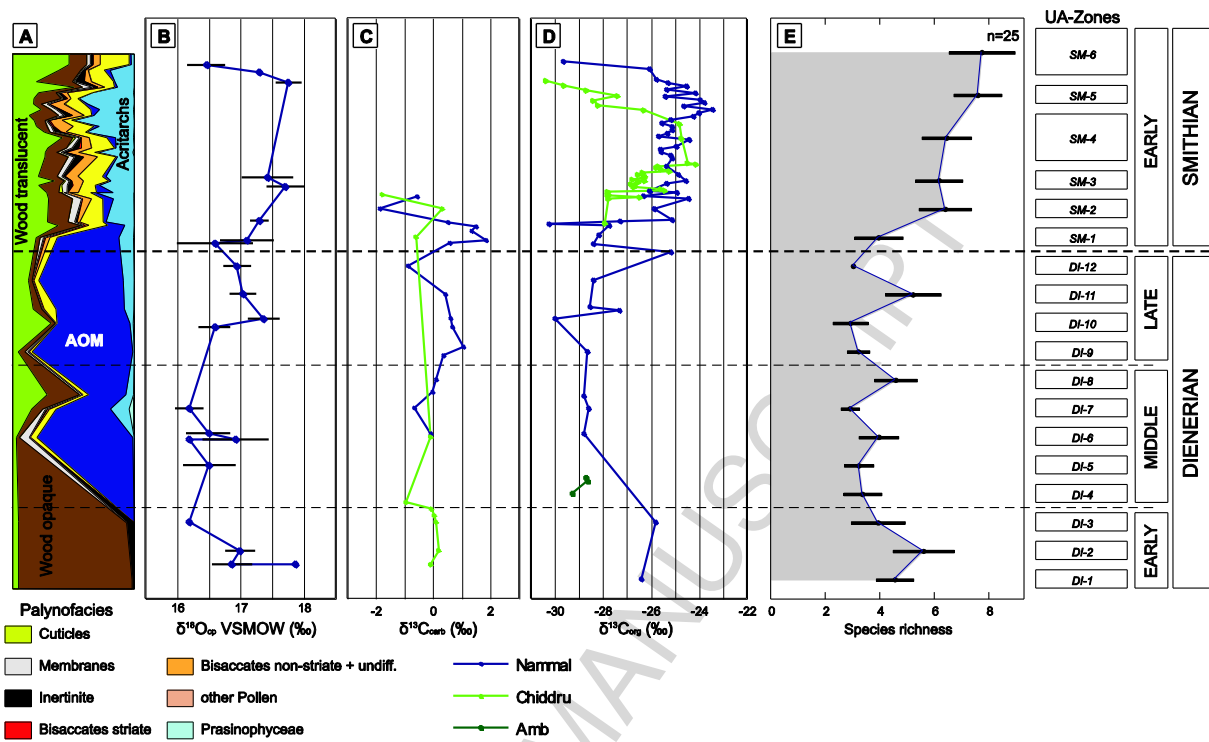 UA-Zones
A
B
C
D
E
n=25
Wood translucent
Acritarchs
AOM
Wood opaque
SM-6
SM-5
SM-4
SM-3
SM-2
SM-1
DI-12
DI-11
DI-10
DI-9
DI-8
DI-7
DI-6
DI-5
DI-4
DI-3
DI-2
DI-1
EARLY
LATE
MIDDLE
EARLY
SMITHIAN
DIENERIAN
16 17 18
-2 0 2
-30 -28 -26 -24 -22
0 2 4 6 8
δ¹⁸Ocp VSMOW (‰)
δ¹³Ccarb (‰)
δ¹³Corg (‰)
Species richness
Palynofacies
Cuticles
Membranes
Inertinite
Bisaccates striate
Bisaccates non-striate + undiff.
other Pollen
Prasinophyceae
Nammal
Chiddru
Amb
MANUSCRIPT